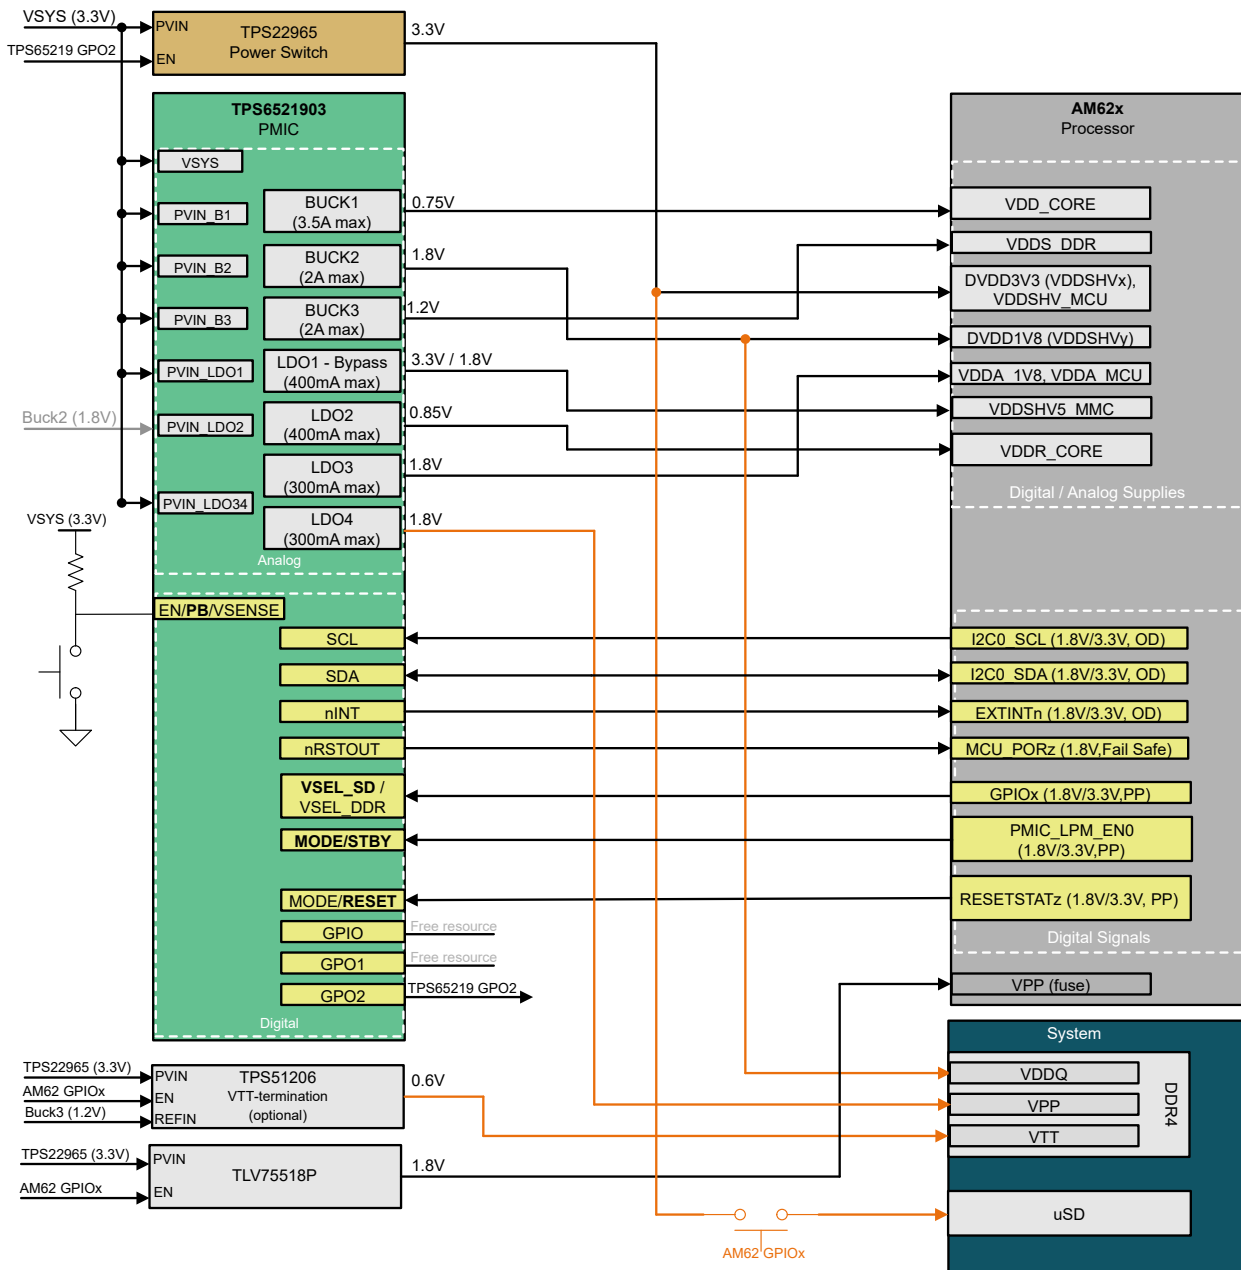 VSYS (3.3V)
PVIN
TPS22965
Power Switch
3.3V
TPS65219 GPO2
EN
TPS6521903
PMIC
AM62x
Processor
VSYS
PVIN_B1
BUCK1
(3.5A max)
0.75V
VDD_CORE
PVIN_B2
BUCK2
(2A max)
1.8V
VDDS_DDR
PVIN_B3
BUCK3
(2A max)
1.2V
DVDD3V3 (VDDSHVx),
VDDSHV_MCU
DVDD1V8 (VDDSHVy)
PVIN_LDO1
LDO1 - Bypass
(400mA max)
3.3V / 1.8V
VDDA_1V8, VDDA_MCU
Buck2 (1.8V)
PVIN_LDO2
LDO2
(400mA max)
0.85V
VDDSHV5_MMC
VDDR_CORE
LDO3
(300mA max)
1.8V
PVIN_LDO34
Digital / Analog Supplies
LDO4
(300mA max)
1.8V
Analog
VSYS (3.3V)
EN/PB/VSENSE
SCL
I2C0_SCL (1.8V/3.3V, OD)
SDA
I2C0_SDA (1.8V/3.3V, OD)
nINT
EXTINTn (1.8V/3.3V, OD)
nRSTOUT
MCU_PORz (1.8V,Fail Safe)
VSEL_SD /
VSEL_DDR
GPIOx (1.8V/3.3V,PP)
MODE/STBY
PMIC_LPM_EN0
(1.8V/3.3V,PP)
MODE/RESET
RESETSTATz (1.8V/3.3V, PP)
GPIO
Free resource
Digital Signals
GPO1
Free resource
GPO2
TPS65219 GPO2
VPP (fuse)
Digital
System
TPS22965 (3.3V)
PVIN
AM62 GPIOx
EN
Buck3 (1.2V)
REFIN
TPS51206
VTT-termination
(optional)
0.6V
VDDQ
VPP
VTT
DDR4
TPS22965 (3.3V)
PVIN
AM62 GPIOx
EN
TLV75518P
1.8V
uSD
AM62 GPIOx